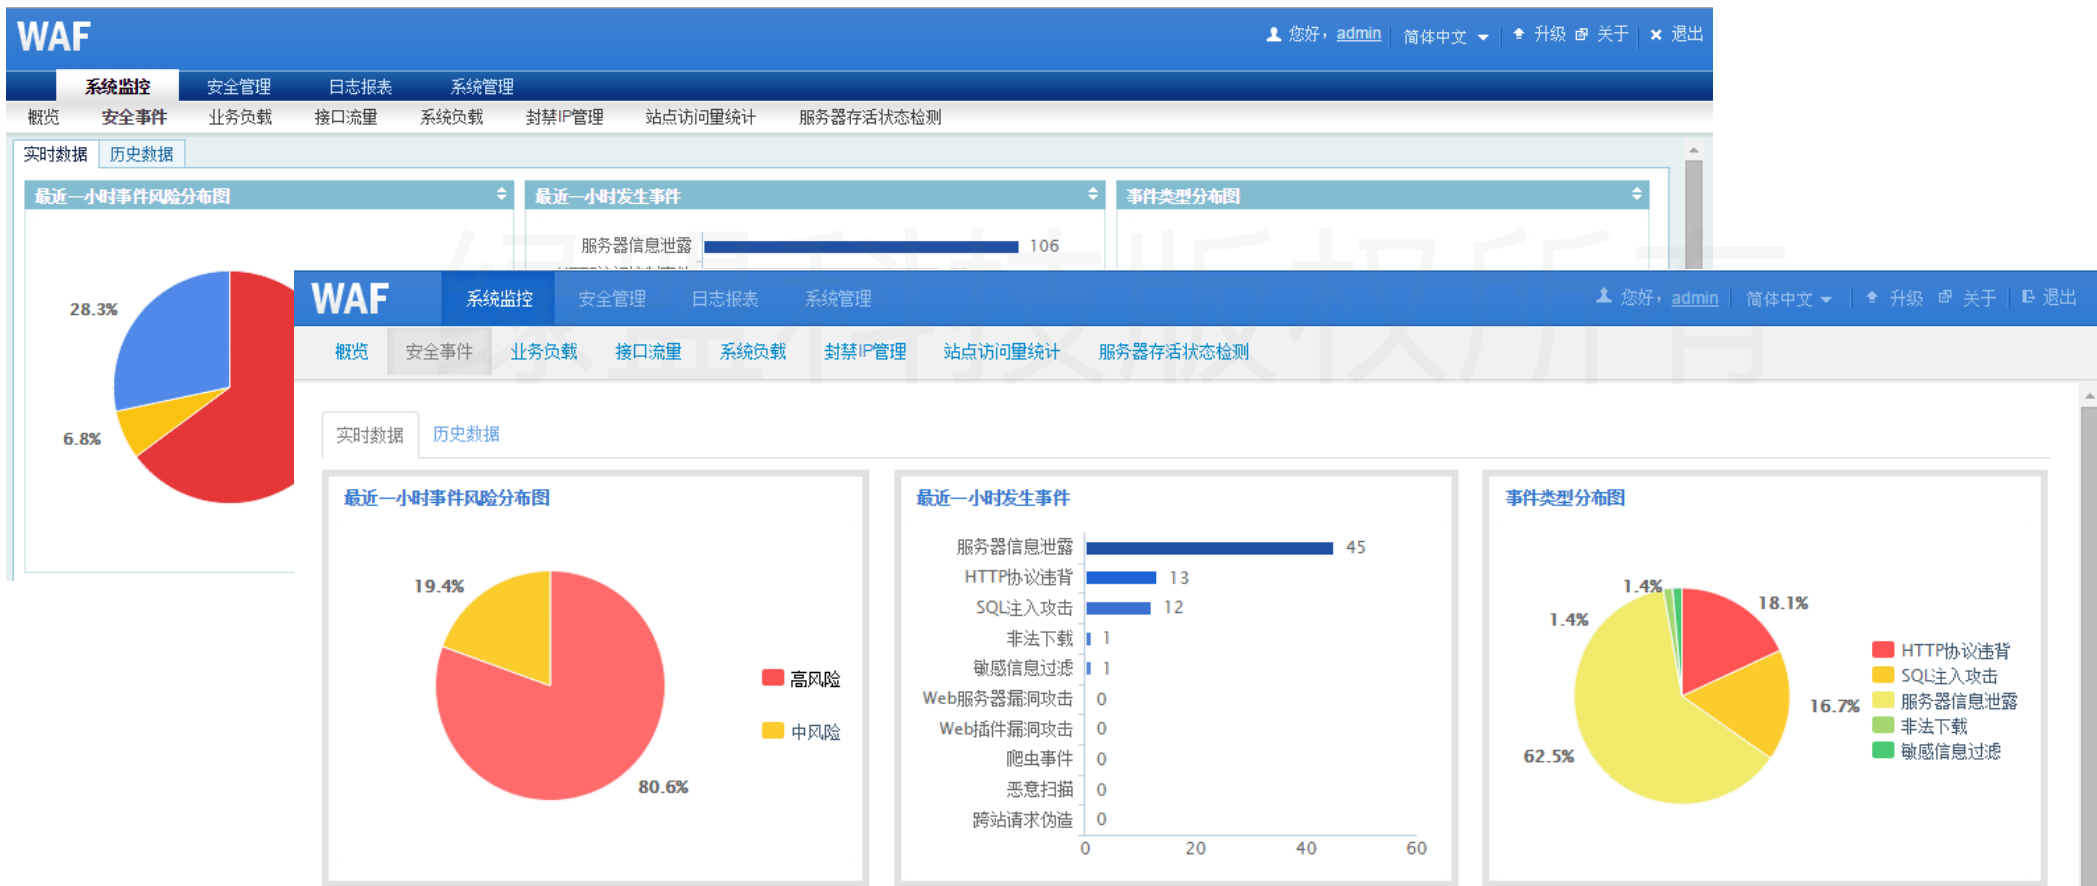 WAF
您好，admin 简体中文 升级 关于 退出
系统监控 安全管理 日志报表 系统管理
概览 安全事件 业务负载 接口流量 系统负载 封禁IP管理 站点访问量统计 服务器存活状态检测
实时数据 历史数据
最近一小时事件风险分布图
28.3%
6.8%
最近一小时发生事件
服务器信息泄露 106
事件类型分布图
绿盟科技版权所有
WAF 系统监控 安全管理 日志报表 系统管理 您好，admin 简体中文 升级 关于 退出
概览 安全事件 业务负载 接口流量 系统负载 封禁IP管理 站点访问量统计 服务器存活状态检测
实时数据 历史数据
最近一小时事件风险分布图
19.4%
80.6%
高风险
中风险
最近一小时发生事件
服务器信息泄露 45
HTTP协议违背 13
SQL注入攻击 12
非法下载 1
敏感信息过滤 1
Web服务器漏洞攻击 0
Web插件漏洞攻击 0
爬虫事件 0
恶意扫描 0
跨站请求伪造 0
0 20 40 60
事件类型分布图
1.4%
18.1%
1.4%
16.7%
62.5%
HTTP协议违背
SQL注入攻击
服务器信息泄露
非法下载
敏感信息过滤